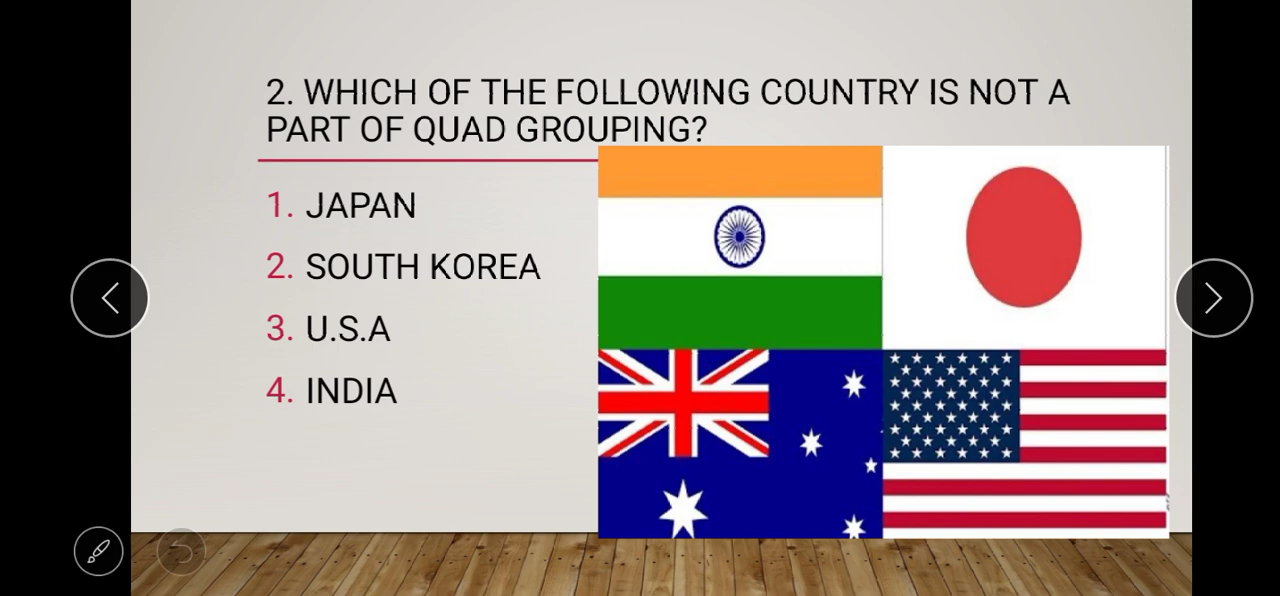 2. WHICH OF THE FOLLOWING COUNTRY IS NOT A
PART OF QUAD GROUPING?
1. JAPAN
2. SOUTH KOREA
3. U.S.A
4. INDIA